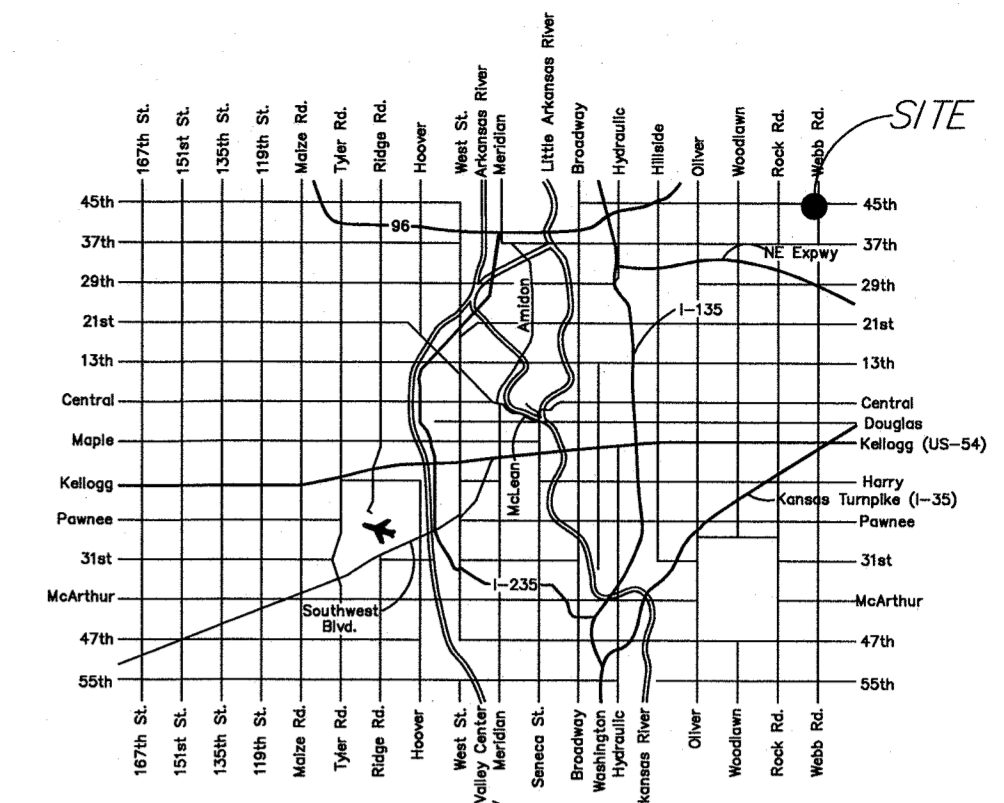 SITE
167th St.
151st St.
135th St.
119th St.
Maize Rd.
Tyler Rd.
Ridge Rd.
Hoover
West St.
Arkansas River
Meridian
Little Arkansas River
Broadway
Hydraulic
Hillside
Oliver
Woodlawn
Rock Rd.
Webb Rd.
45th
45th
96
37th
37th
NE Expwy
29th
29th
Amidon
I-135
21st
21st
13th
13th
Central
Central
Douglas
Maple
Kellogg (US-54)
Kellogg
McLean
Harry
Kansas Turnpike (I-35)
Pawnee
Pawnee
31st
31st
I-235
McArthur
McArthur
Southwest
Blvd.
47th
47th
55th
55th
167th St.
151st St.
135th St.
119th St.
Maize Rd.
Tyler Rd.
Ridge Rd.
Hoover
West St.
Valley Center
Meridian
Seneca St.
Broadway
Washington
Hydraulic
kansas River
Oliver
Woodlawn
Rock Rd.
Webb Rd.